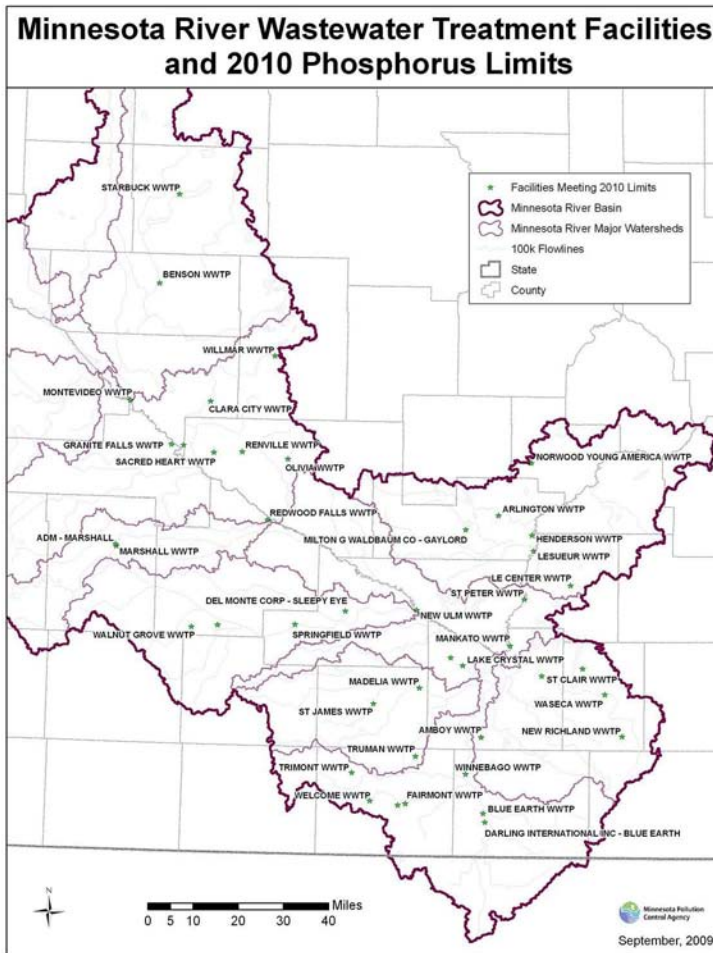 Minnesota River Wastewater Treatment Facilities
and 2010 Phosphorus Limits
Facilities Meeting 2010 Limits
Minnesota River Basin
Minnesota River Major Watersheds
100k Flowlines
State
County
STARBUCK WWTP
BENSON WWTP
WILLMAR WWTP
MONTEVIDEO WWTP
CLARA CITY WWTP
GRANITE FALLS WWTP
RENVILLE WWTP
SACRED HEART WWTP
OLIVIA WWTP
NORWOOD YOUNG AMERICA WWTP
REDWOOD FALLS WWTP
ARLINGTON WWTP
MILTON G WALDBAUM CO - GAYLORD
HENDERSON WWTP
ADM - MARSHALL
MARSHALL WWTP
LESUEUR WWTP
LE CENTER WWTP
ST PETER WWTP
DEL MONTE CORP - SLEEPY EYE
NEW ULM WWTP
WALNUT GROVE WWTP
SPRINGFIELD WWTP
MANKATO WWTP
LAKE CRYSTAL WWTP
ST CLAIR WWTP
MADELIA WWTP
WASECA WWTP
ST JAMES WWTP
AMBOY WWTP
NEW RICHLAND WWTP
TRUMAN WWTP
TRIMONT WWTP
WINNEBAGO WWTP
WELCOME WWTP
FAIRMONT WWTP
BLUE EARTH WWTP
DARLING INTERNATIONAL INC - BLUE EARTH
N
Miles
0 5 10 20 30 40
Minnesota Pollution
Control Agency
September, 2009